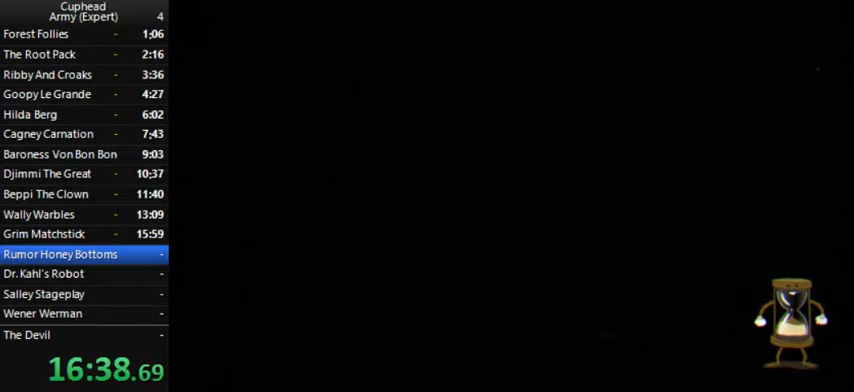 Cuphead
Army (Expert) 4
Forest Follies - 1:06
The Root Pack - 2:16
Ribby And Croaks - 3:36
Goopy Le Grande - 4:27
Hilda Berg - 6:02
Cagney Carnation - 7:43
Baroness Von Bon Bon - 9:03
Djimmi The Great - 10:37
Beppi The Clown - 11:40
Wally Warbles - 13:09
Grim Matchstick - 15:59
Rumor Honey Bottoms -
Dr. Kahl's Robot -
Salley Stageplay -
Wener Werman -
The Devil -
16:38.69